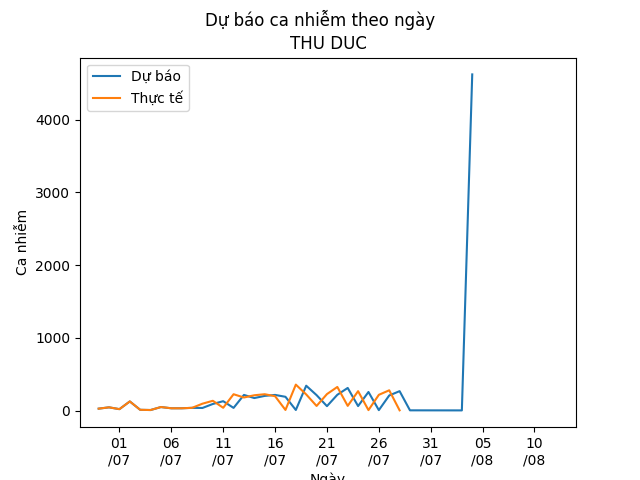 Dự báo ca nhiễm theo ngày
THU DUC
Dự báo
Thực tế
Ca nhiễm
4000
3000
2000
1000
0
01 06 11 16 21 26 31 05 10
/07 /07 /07 /07 /07 /07 /07 /08 /08
Ngày